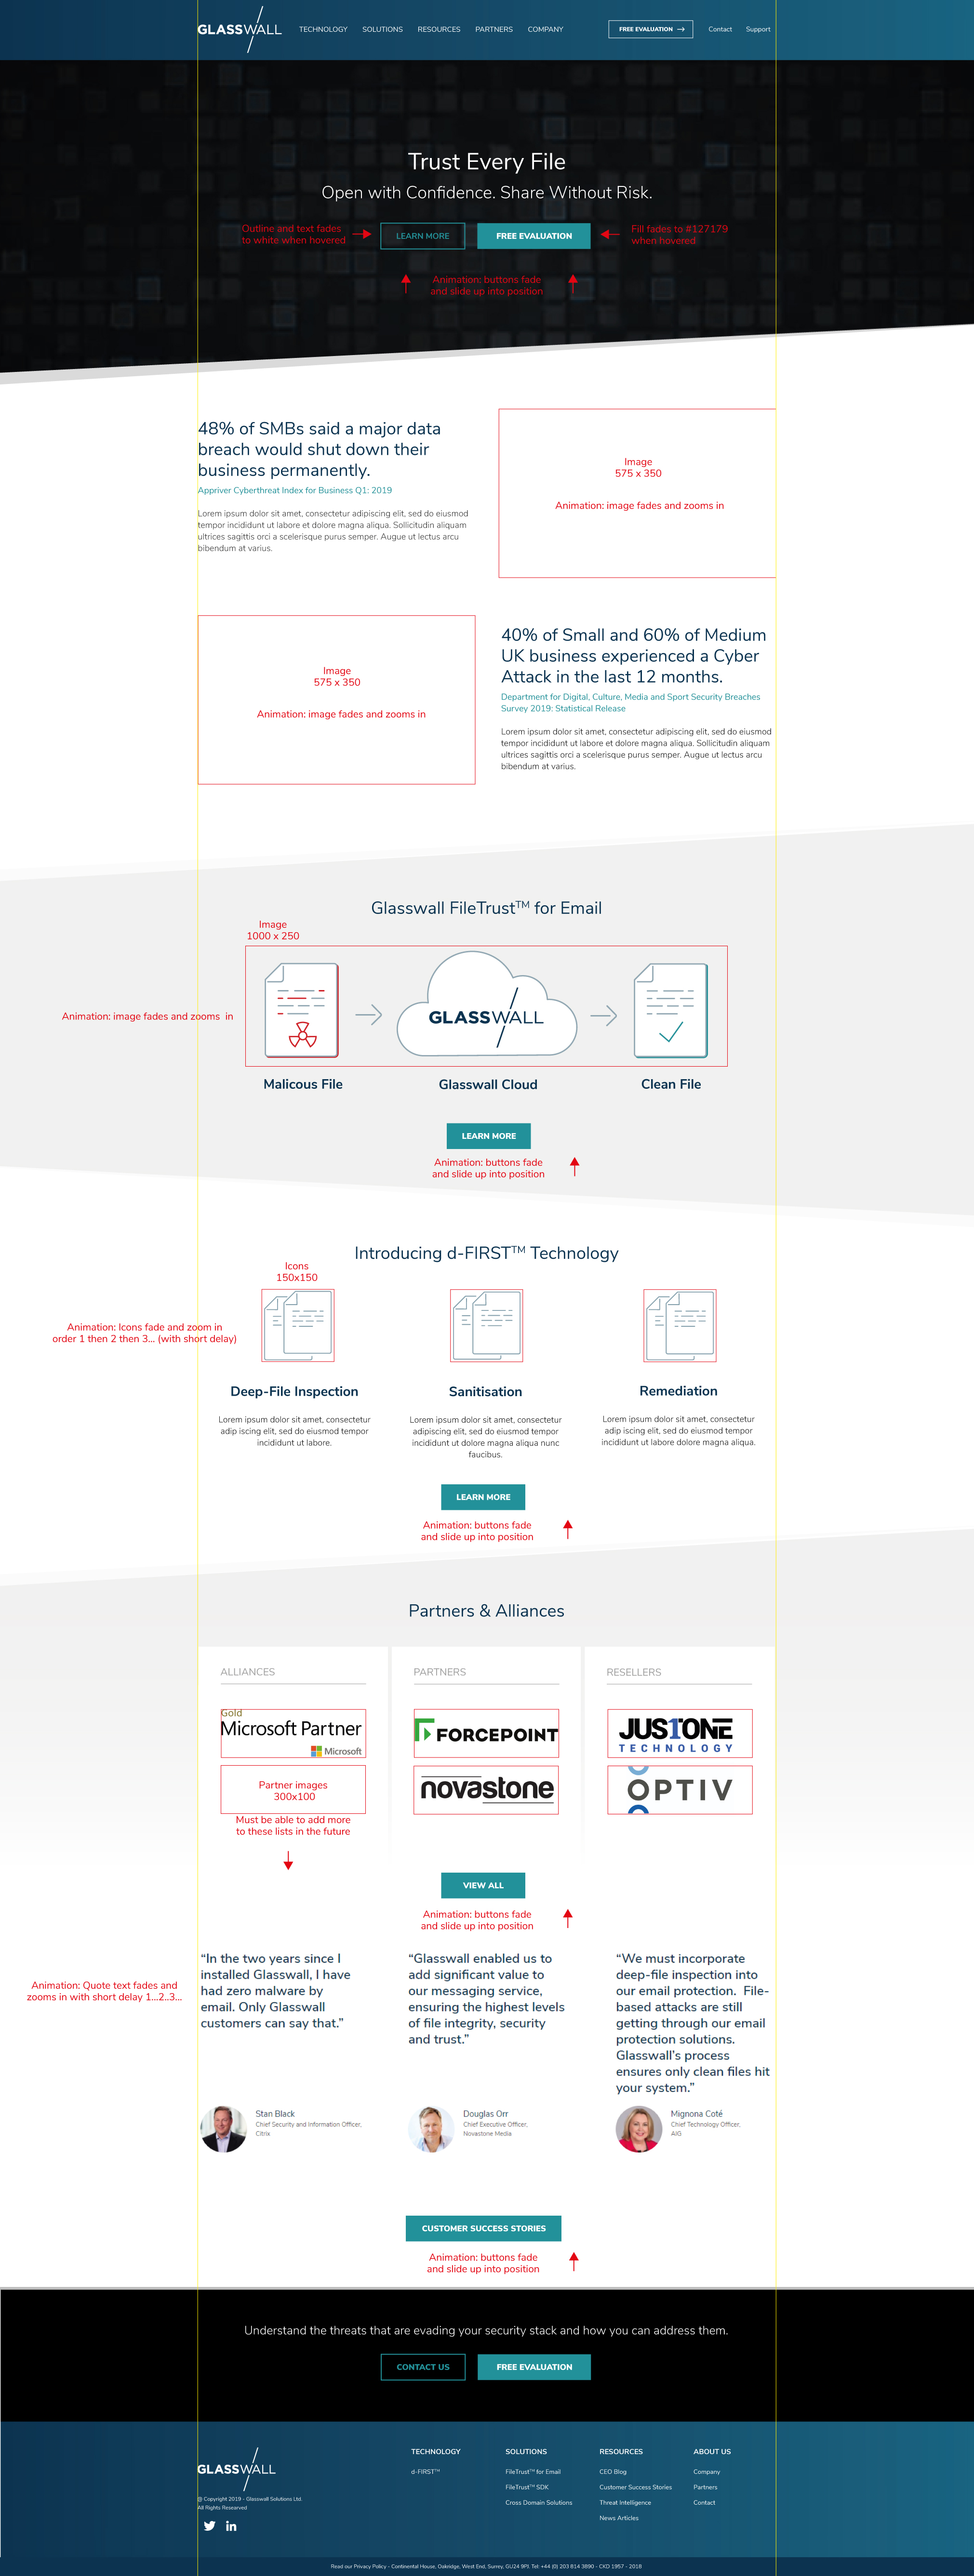 GLASSWALL
TECHNOLOGY SOLUTIONS RESOURCES PARTNERS COMPANY
FREE EVALUATION
Contact Support
Trust Every File
Open with Confidence. Share Without Risk.
Outline and text fades
to white when hovered
LEARN MORE
FREE EVALUATION
Fill fades to #127179
when hovered
Animation: buttons fade
and slide up into position
48% of SMBs said a major data
breach would shut down their
business permanently.
Appriver Cyberthreat Index for Business Q1: 2019
Lorem ipsum dolor sit amet, consectetur adipiscing elit, sed do eiusmod
tempor incididunt ut labore et dolore magna aliqua. Sollicitudin aliquam
ultrices sagittis orci a scelerisque purus semper. Augue ut lectus arcu
bibendum at varius.
Image
575 x 350
Animation: image fades and zooms in
Image
575 x 350
Animation: image fades and zooms in
40% of Small and 60% of Medium
UK business experienced a Cyber
Attack in the last 12 months.
Department for Digital, Culture, Media and Sport Security Breaches
Survey 2019: Statistical Release
Lorem ipsum dolor sit amet, consectetur adipiscing elit, sed do eiusmod
tempor incididunt ut labore et dolore magna aliqua. Sollicitudin aliquam
ultrices sagittis orci a scelerisque purus semper. Augue ut lectus arcu
bibendum at varius.
Glasswall FileTrust™ for Email
Image
1000 x 250
Animation: image fades and zooms in
GLASSWALL
Malicous File
Glasswall Cloud
Clean File
LEARN MORE
Animation: buttons fade
and slide up into position
Introducing d-FIRST™ Technology
Icons
150x150
Animation: Icons fade and zoom in
order 1 then 2 then 3... (with short delay)
Deep-File Inspection
Lorem ipsum dolor sit amet, consectetur
adip iscing elit, sed do eiusmod tempor
incididunt ut labore.
Sanitisation
Lorem ipsum dolor sit amet, consectetur
adipiscing elit, sed do eiusmod tempor
incididunt ut dolore magna aliqua nunc
faucibus.
Remediation
Lorem ipsum dolor sit amet, consectetur
adip iscing elit, sed do eiusmod tempor
incididunt ut labore dolore magna aliqua.
LEARN MORE
Animation: buttons fade
and slide up into position
Partners & Alliances
ALLIANCES
Gold
Microsoft Partner
Microsoft
Partner images
300x100
Must be able to add more
to these lists in the future
PARTNERS
FORCEPOINT
novastone
RESELLERS
JUS1ONE
TECHNOLOGY
OPTIV
VIEW ALL
Animation: buttons fade
and slide up into position
Animation: Quote text fades and
zooms in with short delay 1...2..3...
“In the two years since I
installed Glasswall, I have
had zero malware by
email. Only Glasswall
customers can say that.”
Stan Black
Chief Security and Information Officer,
Citrix
“Glasswall enabled us to
add significant value to
our messaging service,
ensuring the highest levels
of file integrity, security
and trust.”
Douglas Orr
Chief Executive Officer,
Novastone Media
“We must incorporate
deep-file inspection into
our email protection. File-
based attacks are still
getting through our email
protection solutions.
Glasswall’s process
ensures only clean files hit
your system.”
Mignona Coté
Chief Technology Officer,
AIG
CUSTOMER SUCCESS STORIES
Animation: buttons fade
and slide up into position
Understand the threats that are evading your security stack and how you can address them.
CONTACT US
FREE EVALUATION
GLASSWALL
@ Copyright 2019 - Glasswall Solutions Ltd.
All Rights Researved
in
TECHNOLOGY
d-FIRST™
SOLUTIONS
FileTrust™ for Email
FileTrust™ SDK
Cross Domain Solutions
RESOURCES
CEO Blog
Customer Success Stories
Threat Intelligence
News Articles
ABOUT US
Company
Partners
Contact
Read our Privacy Policy - Continental House, Oakridge, West End, Surrey, GU24 9PJ. Tel: +44 (0) 203 814 3890 - CKD 1957 - 2018